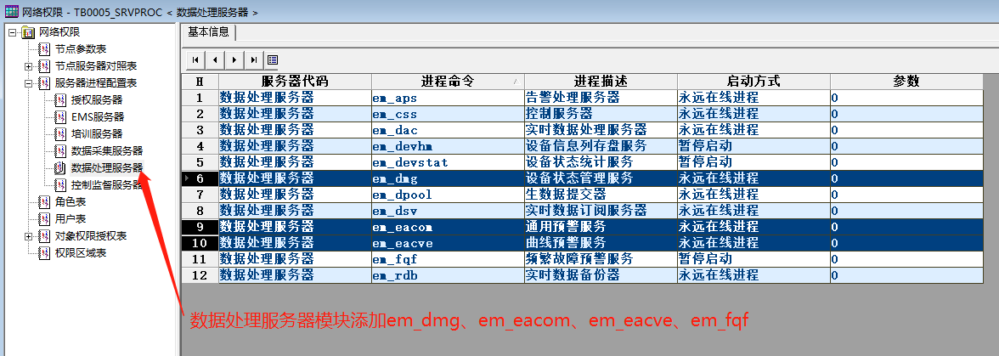 网络权限 - TB0005_SRVPROC < 数据处理服务器 >
网络权限
节点参数表
节点服务器对照表
服务器进程配置表
授权服务器
EMS服务器
培训服务器
数据采集服务器
数据处理服务器
控制监督服务器
角色表
用户表
对象权限授权表
权限区域表
基本信息
H 服务器代码 进程命令 进程描述 启动方式 参数
1 数据处理服务器 em_aps 告警处理服务器 永远在线进程 0
2 数据处理服务器 em_css 控制服务器 永远在线进程 0
3 数据处理服务器 em_dac 实时数据处理服务器 永远在线进程 0
4 数据处理服务器 em_devhm 设备信息列存盘服务 暂停启动 0
5 数据处理服务器 em_devstat 设备状态统计服务 暂停启动 0
6 数据处理服务器 em_dmg 设备状态管理服务 永远在线进程 0
7 数据处理服务器 em_dpool 生数据提交器 永远在线进程 0
8 数据处理服务器 em_dsv 实时数据订阅服务器 永远在线进程 0
9 数据处理服务器 em_eacom 通用预警服务 永远在线进程 0
10 数据处理服务器 em_eacve 曲线预警服务 永远在线进程 0
11 数据处理服务器 em_fqf 频繁故障预警服务 暂停启动 0
12 数据处理服务器 em_rdb 实时数据备份器 永远在线进程 0
数据处理服务器模块添加em_dmg、em_eacom、em_eacve、em_fqf